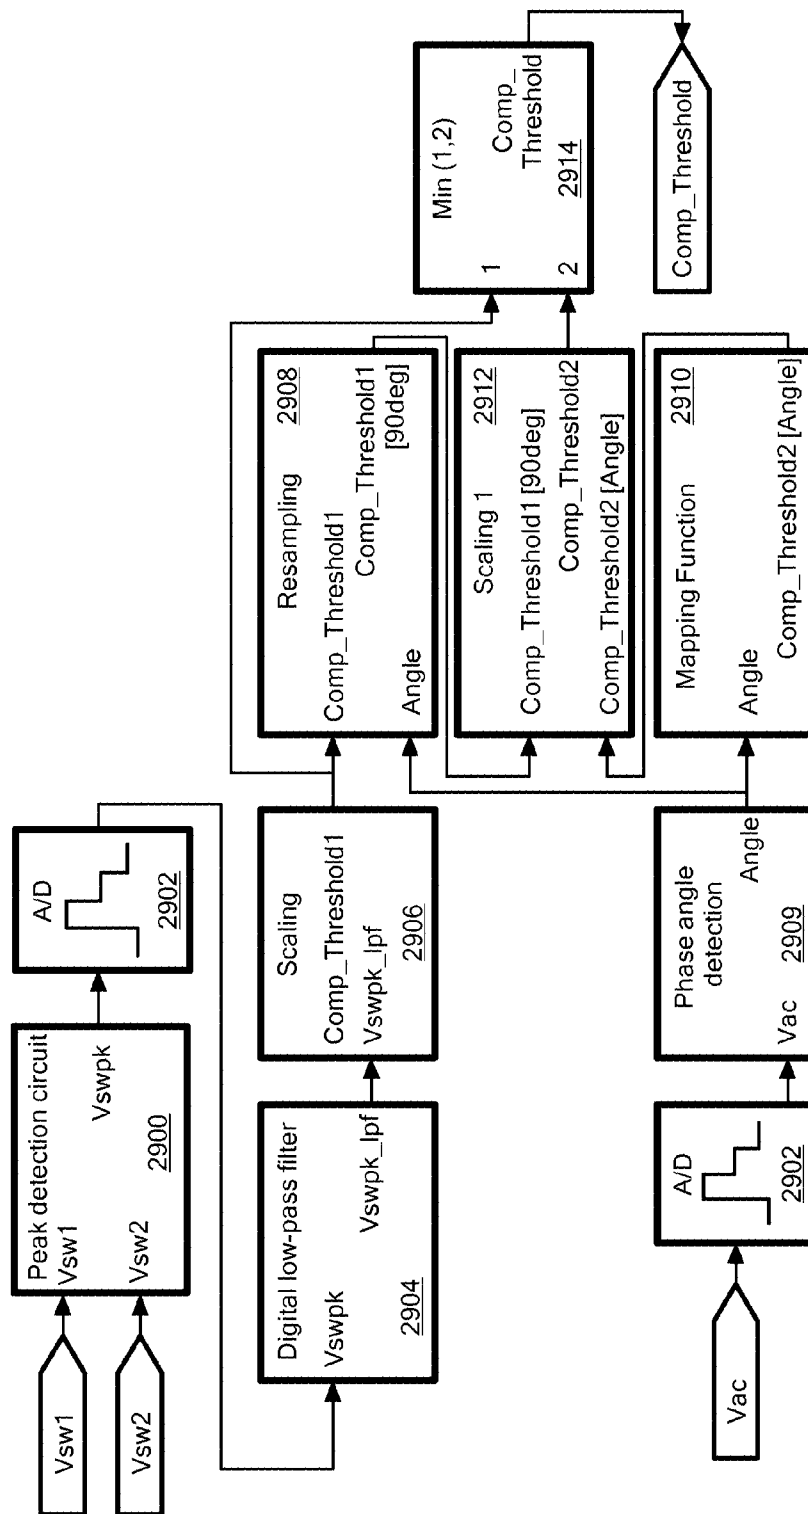 Vsw1
Vsw2
Peak detection circuit
Vsw1
Vswpk
Vsw2
2900
A/D
2902
Digital low-pass filter
Vswpk
Vswpk_lpf
2904
Scaling
Comp_Threshold1
Vswpk_lpf
2906
Resampling
2908
Comp_Threshold1
Comp_Threshold1
[90deg]
Angle
Scaling 1
2912
Comp_Threshold1 [90deg]
Comp_Threshold2
Comp_Threshold2 [Angle]
Min (1,2)
1
Comp_
Threshold
2
2914
Comp_Threshold
Vac
A/D
2902
Phase angle
detection
Angle
Vac
2909
Mapping Function
2910
Angle
Comp_Threshold2 [Angle]